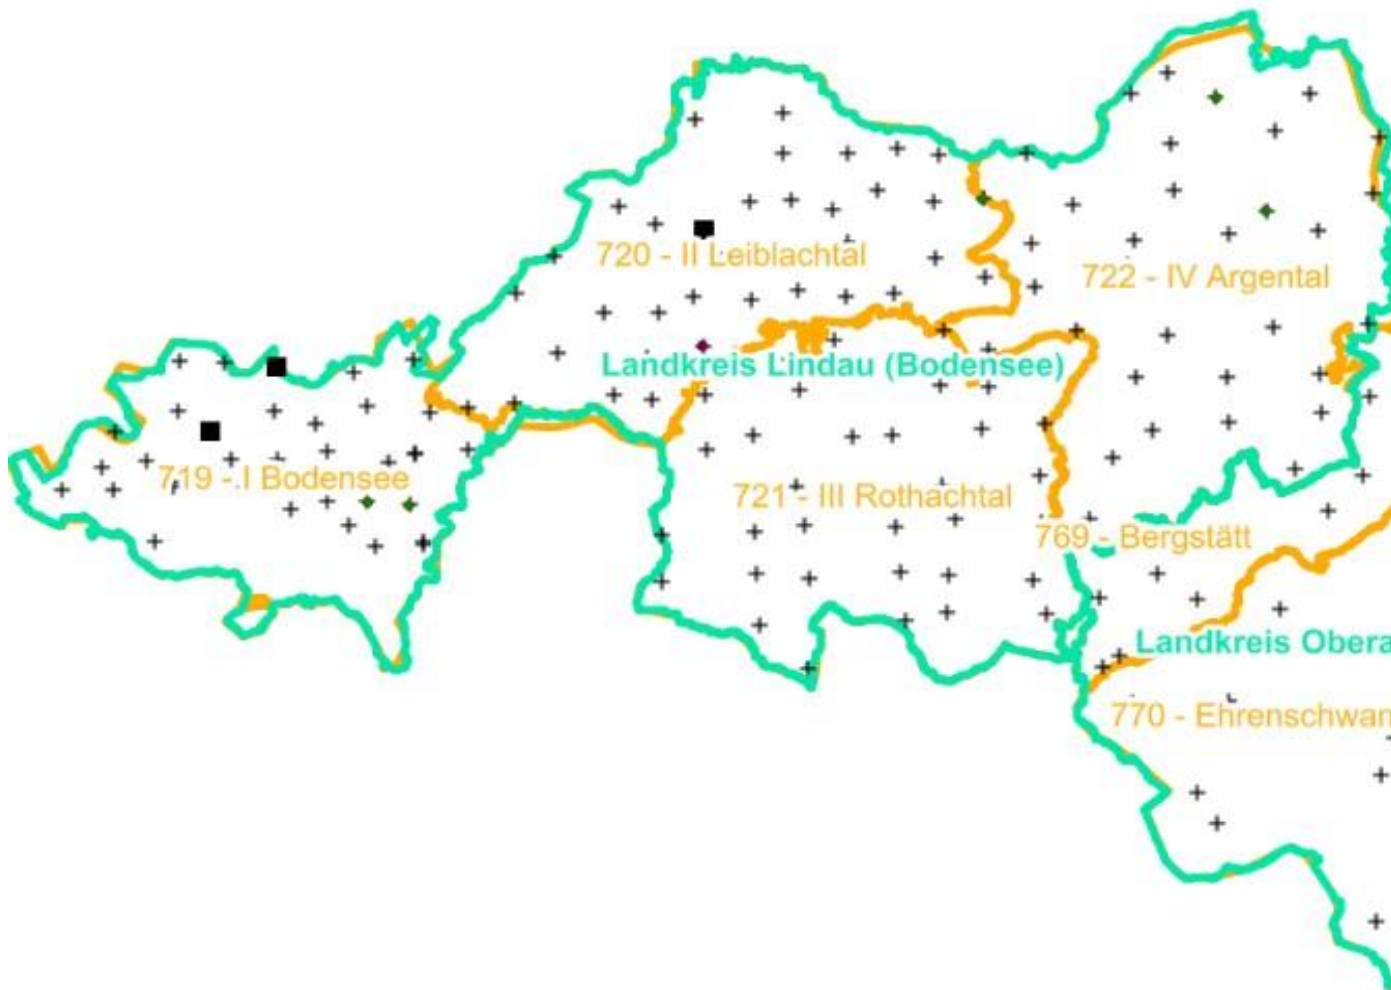 720 - II Leiblachtal
722 - IV Argental
Landkreis Lindau (Bodensee)
719 - I Bodensee
721 - III Rothachtal
769 - Bergstätt
Landkreis Obera
770 - Ehrenschwan